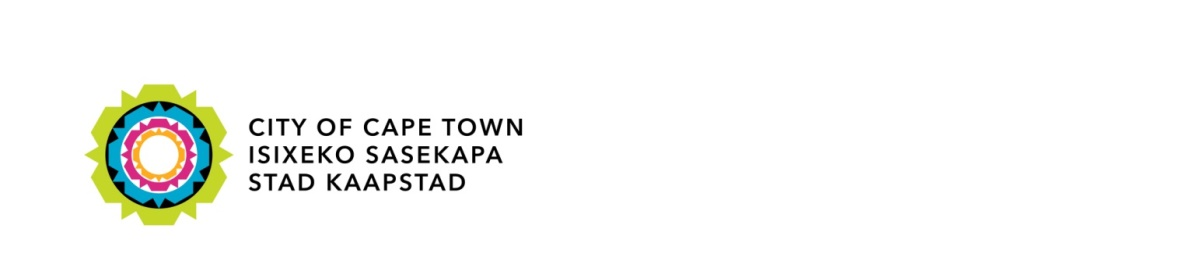 CITY OF CAPE TOWN
ISIXEKO SASEKAPA
STAD KAAPSTAD